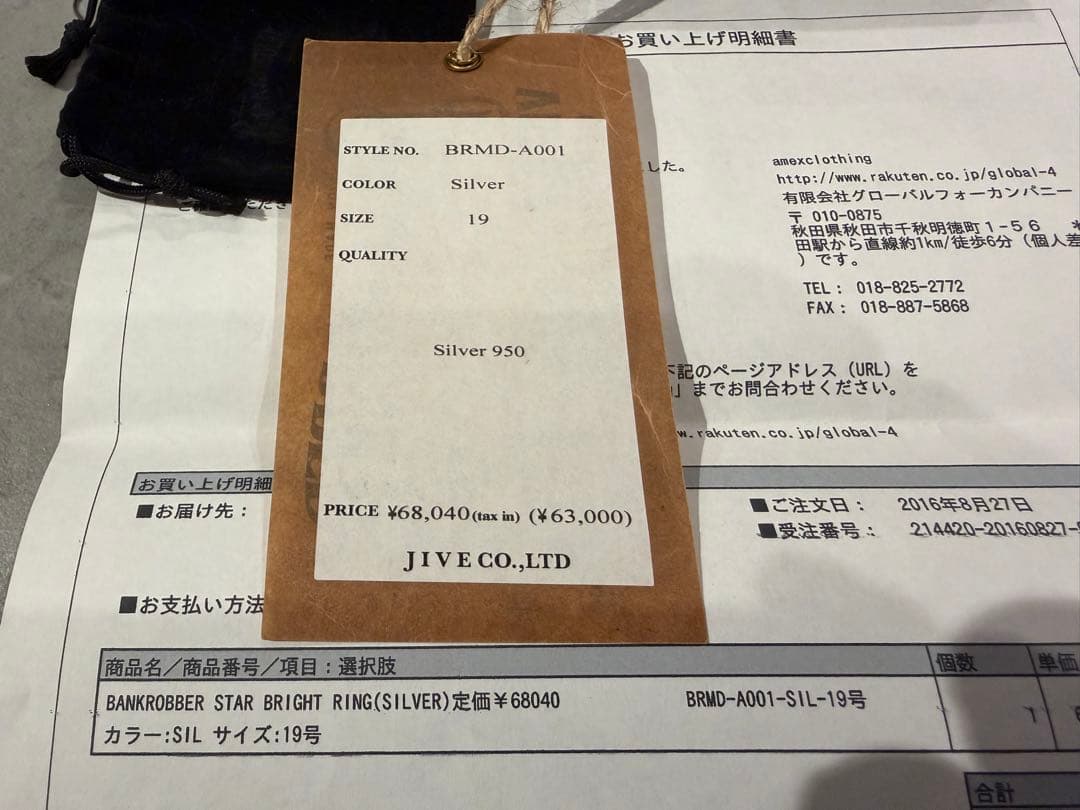 お買い上げ明細書
STYLE NO. BRMD-A001
COLOR Silver
SIZE 19
QUALITY
Silver 950
PRICE ¥68,040(tax in) (¥63,000)
JIVE CO.,LTD
した。
amexclothing
http://www.rakuten.co.jp/global-4
有限会社グローバルフォーカンパニー
〒 010-0875
秋田県秋田市千秋明徳町1-56 *
田駅から直線約1km/徒歩6分(個人差
)です。
TEL: 018-825-2772
FAX: 018-887-5868
下記のページアドレス(URL)を
」までお問合わせください。
w.rakuten.co.jp/global-4
お買い上げ明細
■お届け先:
■ご注文日: 2016年8月27日
■受注番号: 214420-20160827-
■お支払い方法
商品名/商品番号/項目:選択肢 個数 単価
BANKROBBER STAR BRIGHT RING(SILVER)定価¥68040 BRMD-A001-SIL-19号 1
カラー:SIL サイズ:19号
合計